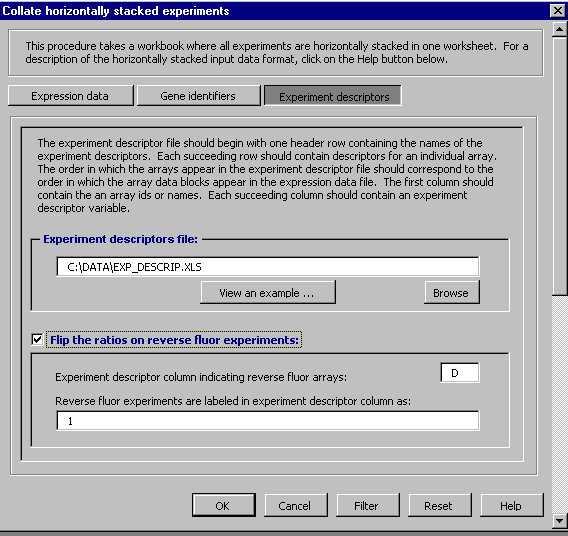 Collate horizontally stacked experiments
This procedure takes a workbook where all experiments are horizontally stacked in one worksheet. For a
description of the horizontally stacked input data format, click on the Help button below.
Expression data
Gene identifiers
Experiment descriptors
The experiment descriptor file should begin with one header row containing the names of the
experiment descriptors. Each succeeding row should contain descriptors for an individual array.
The order in which the arrays appear in the experiment descriptor file should correspond to the
order in which the array data blocks appear in the expression data file. The first column should
contain the an array ids or names. Each succeeding column should contain an experiment
descriptor variable.
Experiment descriptors file:
C:\DATA\EXP_DESCRIP.XLS
View an example ...
Browse
Flip the ratios on reverse fluor experiments:
Experiment descriptor column indicating reverse fluor arrays:
D
Reverse fluor experiments are labeled in experiment descriptor column as:
1
OK
Cancel
Filter
Reset
Help